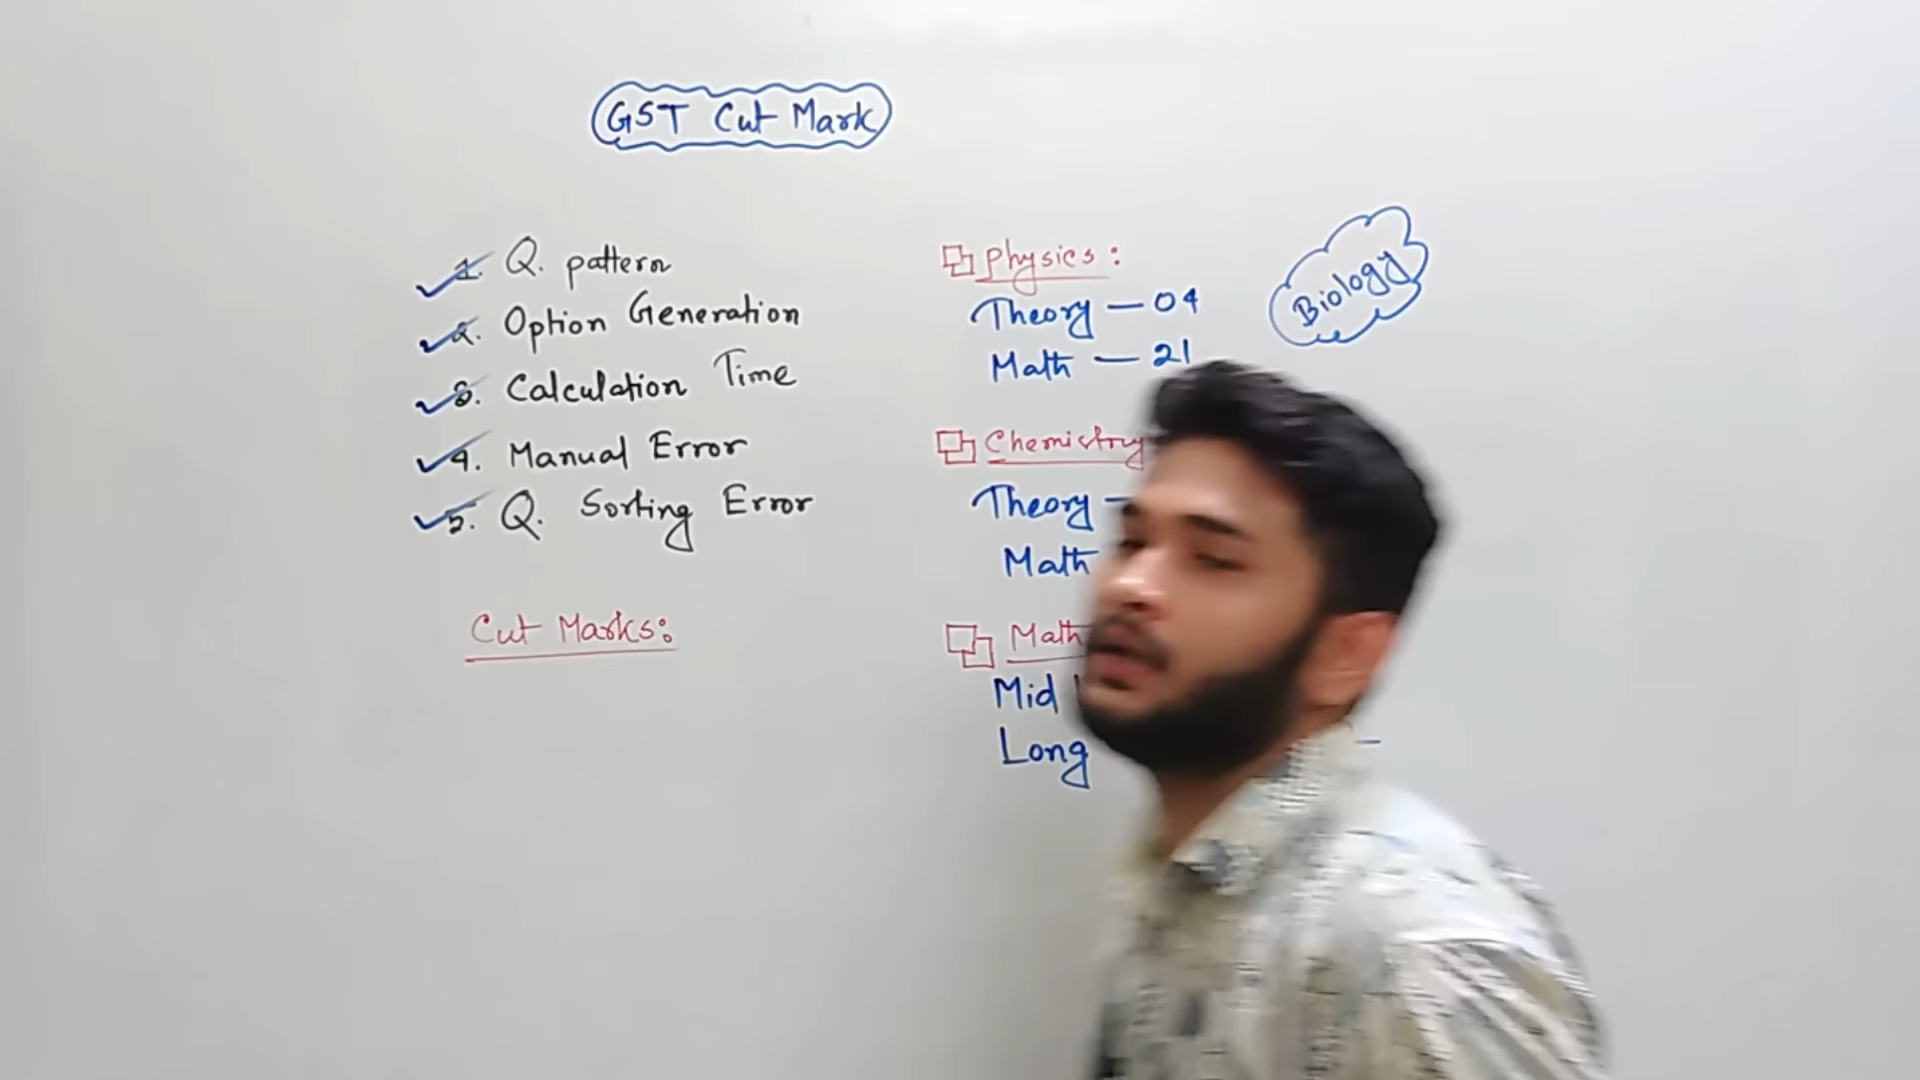 GST Cut Mark
1. Q. pattern
2. Option Generation
3. Calculation Time
4. Manual Error
5. Q. Sorting Error
Cut Marks:
Physics:
Theory — 04
Math — 21
Biology
Chemistry
Theory —
Math
Math
Mid
Long